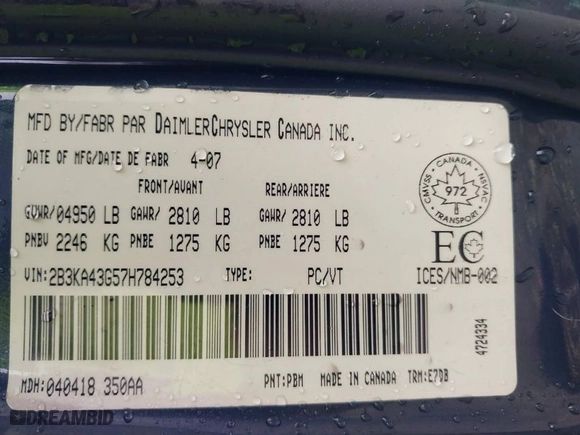 MFD BY/FABR PAR DAIMLERCHRYSLER CANADA INC.
DATE OF MFG/DATE DE FABR 4-07
FRONT/AVANT REAR/ARRIERE
GVWR/04950 LB GAWR/ 2810 LB GAWR/ 2810 LB
PNBV 2246 KG PNBE 1275 KG PNBE 1275 KG
VIN: 2B3KA43G57H784253 TYPE: PC/VT
CANADA
CMVSS NSVAC
972
TRANSPORT
EC
ICES/NMB-002
4724334
MDH: 040418 350AA
PNT: PBM MADE IN CANADA TRM: E7DB
DREAMBID